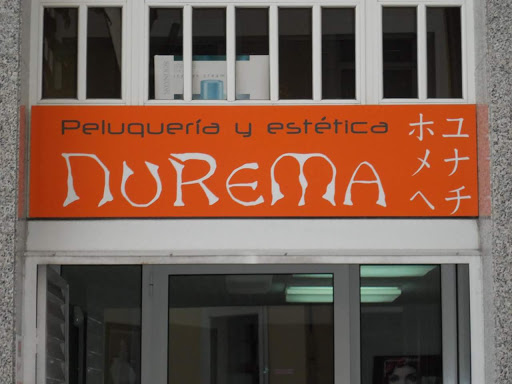 Peluquería y estética
NUREMA
ユナチ
ホメヘ